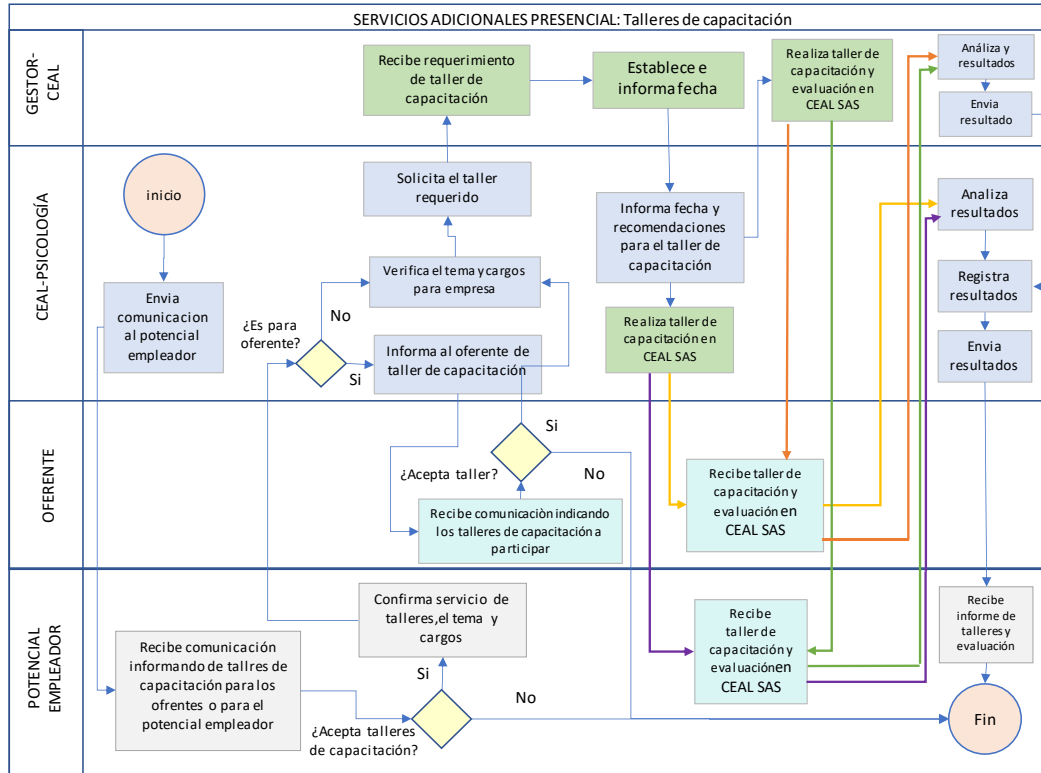 SERVICIOS ADICIONALES PRESENCIAL: Talleres de capacitación
GESTOR-
CEAL
Recibe requerimiento
de taller de
capacitación
Establece e
informa fecha
Realiza taller de
capacitación y
evaluación en
CEAL SAS
Análiza y
resultados
Envia
resultado
CEAL-PSICOLOGÍA
inicio
Envia
comunicacion
al potencial
empleador
Solicita el taller
requerido
Verifica el tema y cargos
para empresa
¿Es para
oferente?
No
Si
Informa al oferente de
taller de capacitación
Informa fecha y
recomendaciones
para el taller de
capacitación
Realiza taller de
capacitación en
CEAL SAS
Analiza
resultados
Registra
resultados
Envia
resultados
OFERENTE
Si
¿Acepta taller?
No
Recibe comunicaciòn indicando
los talleres de capacitación a
participar
Recibe taller de
capacitación y
evaluación en
CEAL SAS
POTENCIAL
EMPLEADOR
Recibe comunicación
informando de tallres de
capacitación para los
ofrentes o para el
potencial empleador
Confirma servicio de
talleres,el tema y
cargos
Si
¿Acepta talleres
de capacitación?
No
Recibe
taller de
capacitación y
evaluación en
CEAL SAS
Recibe
informe de
talleres y
evaluación
Fin